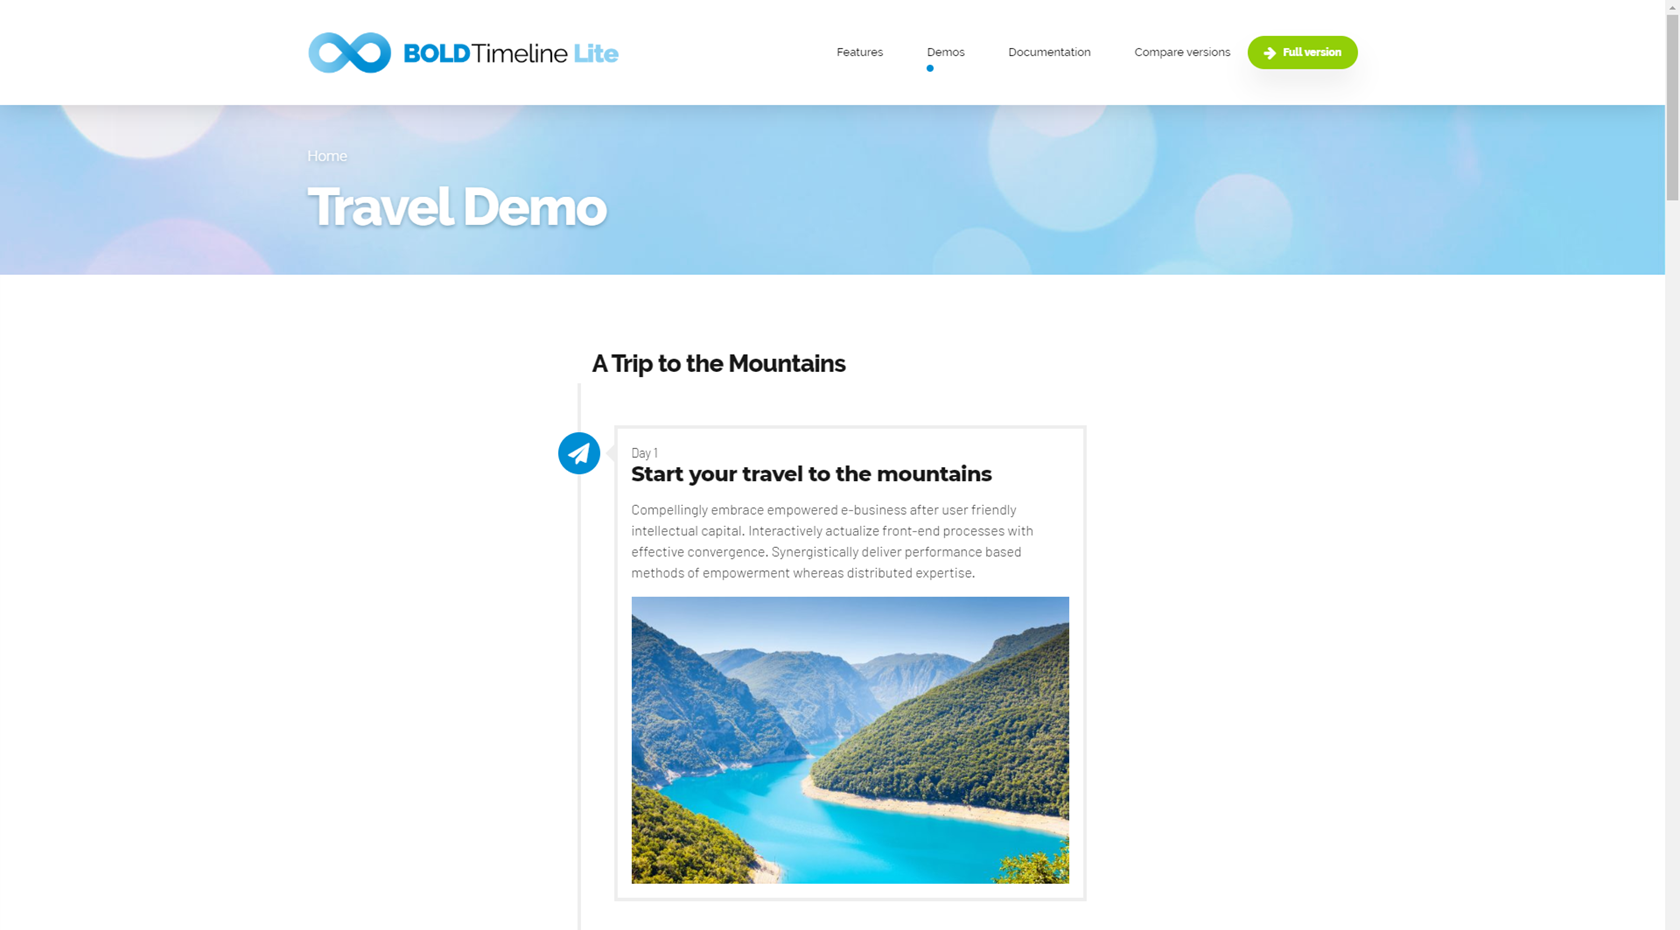 BOLDTimeline Lite
Features
Demos
Documentation
Compare versions
Full version
Home
Travel Demo
A Trip to the Mountains
Day 1
Start your travel to the mountains
Compellingly embrace empowered e-business after user friendly
intellectual capital. Interactively actualize front-end processes with
effective convergence. Synergistically deliver performance based
methods of empowerment whereas distributed expertise.